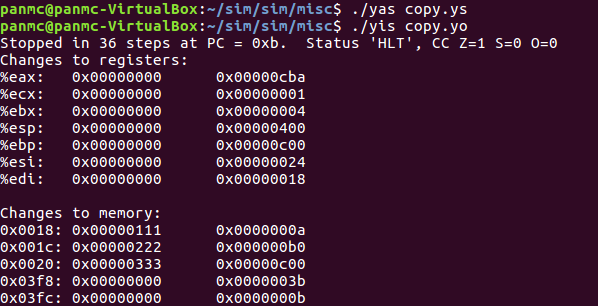 panmc@panmc-VirtualBox:~/sim/sim/misc$ ./yas copy.ys
panmc@panmc-VirtualBox:~/sim/sim/misc$ ./yis copy.yo
Stopped in 36 steps at PC = 0xb.  Status 'HLT', CC Z=1 S=0 O=0
Changes to registers:
%eax:   0x00000000      0x00000cba
%ecx:   0x00000000      0x00000001
%ebx:   0x00000000      0x00000004
%esp:   0x00000000      0x00000400
%ebp:   0x00000000      0x00000c00
%esi:   0x00000000      0x00000024
%edi:   0x00000000      0x00000018

Changes to memory:
0x0018: 0x00000111      0x0000000a
0x001c: 0x00000222      0x000000b0
0x0020: 0x00000333      0x00000c00
0x03f8: 0x00000000      0x0000003b
0x03fc: 0x00000000      0x0000000b